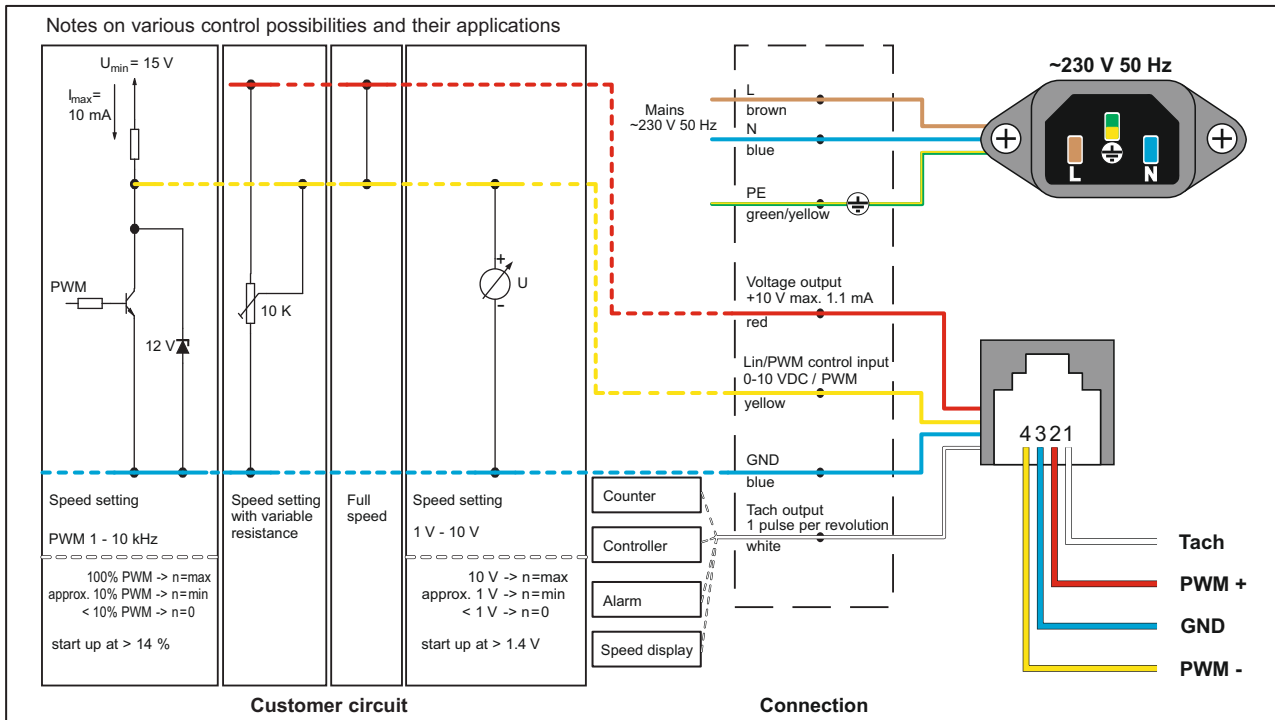 Notes on various control possibilities and their applications
Umin = 15 V
Imax=
10 mA
PWM
12 V
10 K
+
U
-
Speed setting
PWM 1 - 10 kHz
100% PWM -> n=max
approx. 10% PWM -> n=min
< 10% PWM -> n=0
start up at > 14 %
Speed setting
with variable
resistance
Full
speed
Speed setting
1 V - 10 V
10 V -> n=max
approx. 1 V -> n=min
< 1 V -> n=0
start up at > 1.4 V
Customer circuit
Counter
Controller
Alarm
Speed display
Mains
~230 V 50 Hz
L
brown
N
blue
PE
green/yellow
Voltage output
+10 V max. 1.1 mA
red
Lin/PWM control input
0-10 VDC / PWM
yellow
GND
blue
Tach output
1 pulse per revolution
white
Connection
~230 V 50 Hz
L
N
4 3 2 1
Tach
PWM +
GND
PWM -